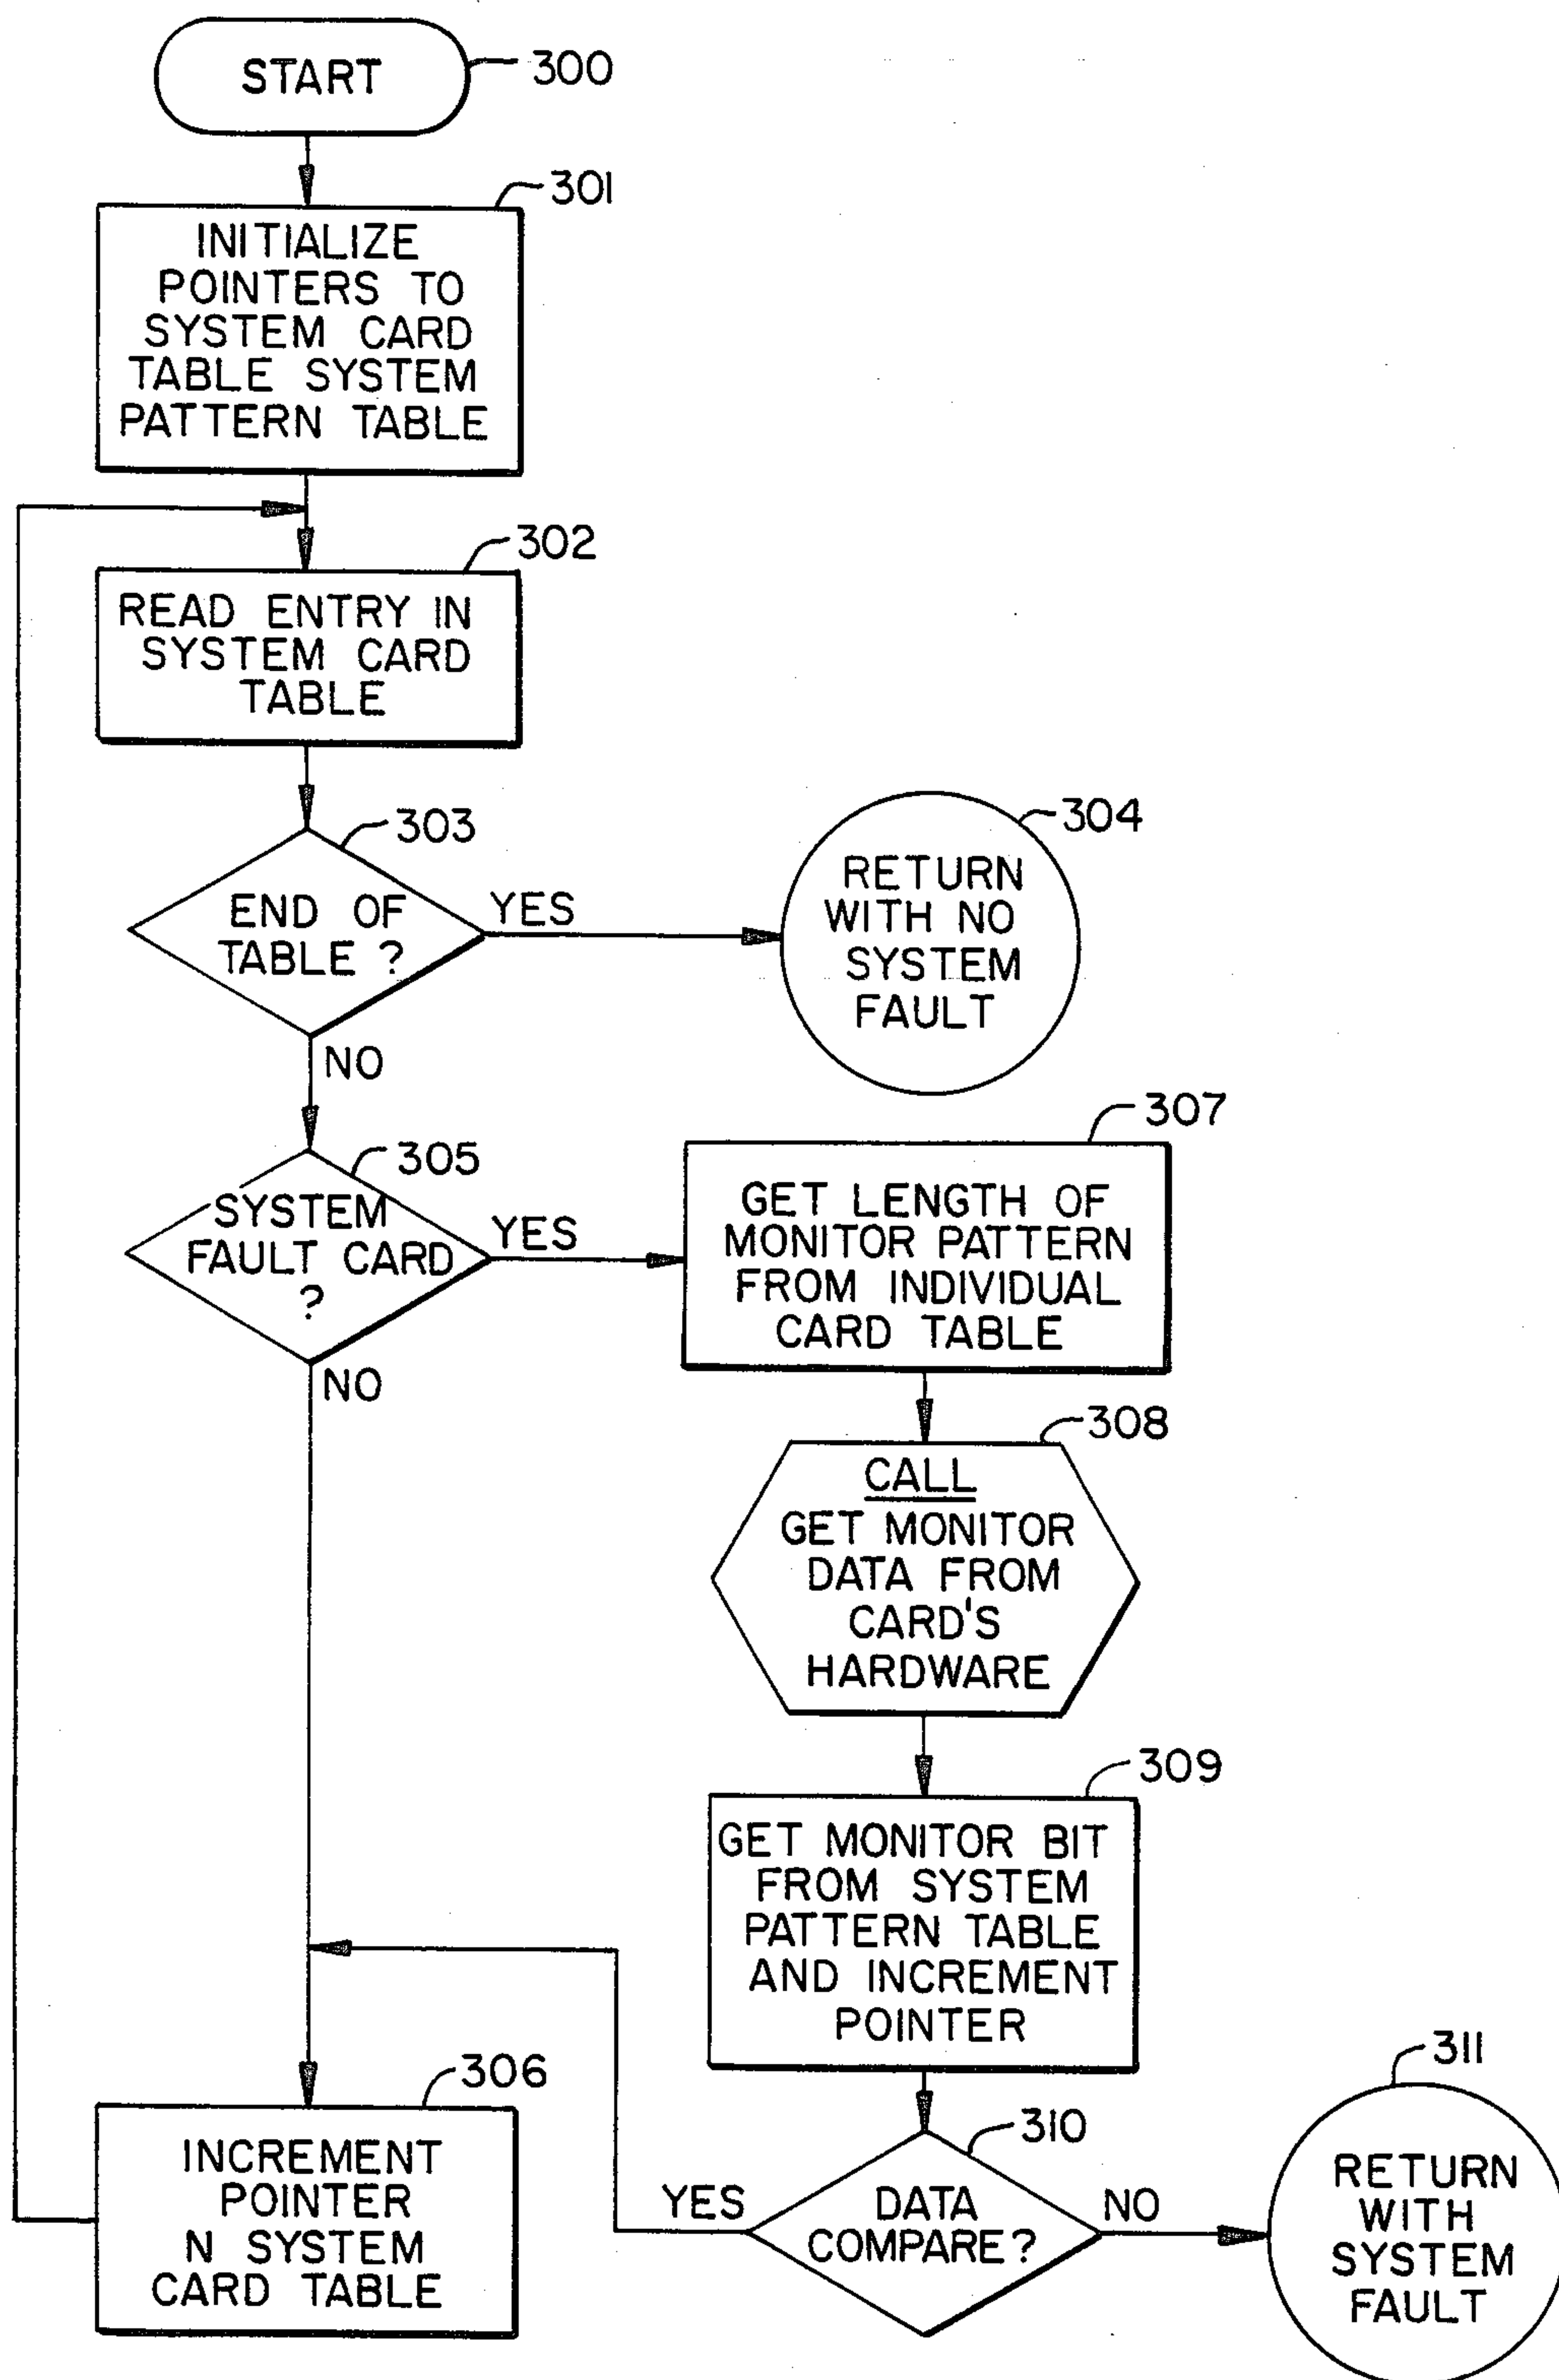 START
300
301
INITIALIZE
POINTERS TO
SYSTEM CARD
TABLE SYSTEM
PATTERN TABLE
302
READ ENTRY IN
SYSTEM CARD
TABLE
303
END OF
TABLE ?
YES
NO
304
RETURN
WITH NO
SYSTEM
FAULT
305
SYSTEM
FAULT CARD
?
YES
NO
307
GET LENGTH OF
MONITOR PATTERN
FROM INDIVIDUAL
CARD TABLE
308
CALL
GET MONITOR
DATA FROM
CARD'S
HARDWARE
309
GET MONITOR BIT
FROM SYSTEM
PATTERN TABLE
AND INCREMENT
POINTER
306
INCREMENT
POINTER
N SYSTEM
CARD TABLE
310
DATA
COMPARE?
YES
NO
311
RETURN
WITH
SYSTEM
FAULT